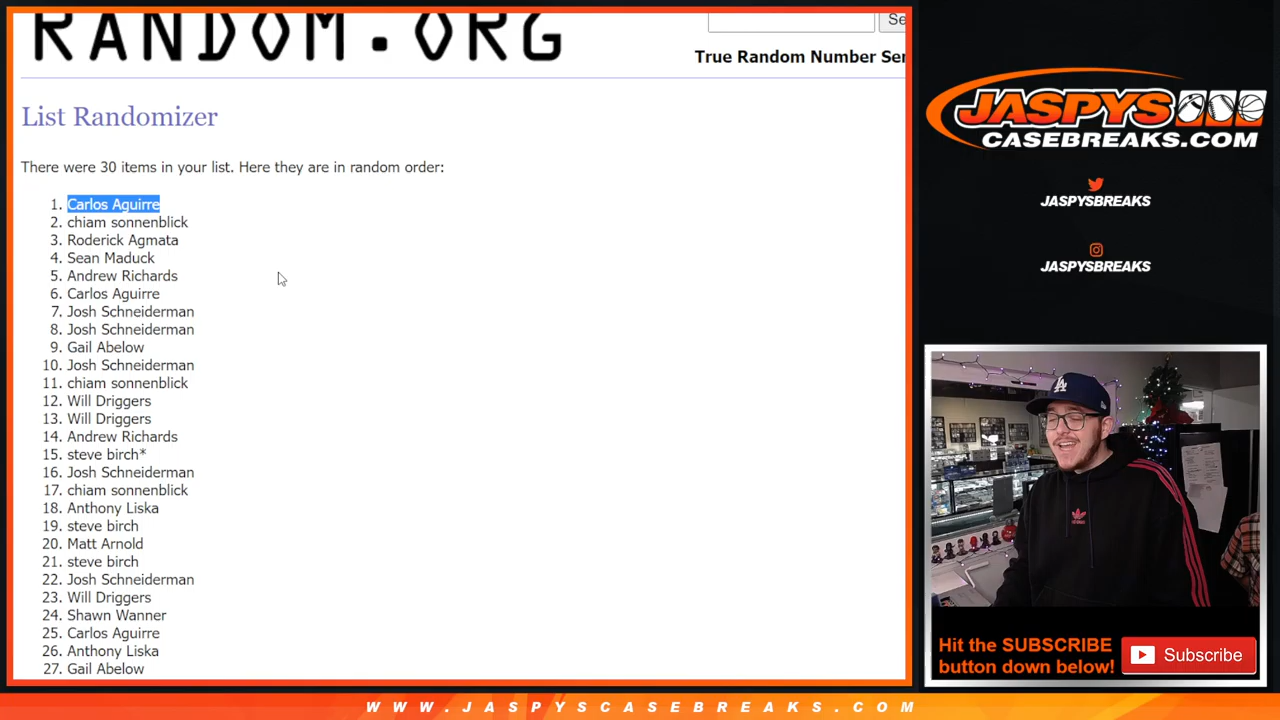 RANDOM.ORG
Se
True Random Number Ser
List Randomizer
There were 30 items in your list. Here they are in random order:
1. Carlos Aguirre
2. chiam sonnenblick
3. Roderick Agmata
4. Sean Maduck
5. Andrew Richards
6. Carlos Aguirre
7. Josh Schneiderman
8. Josh Schneiderman
9. Gail Abelow
10. Josh Schneiderman
11. chiam sonnenblick
12. Will Driggers
13. Will Driggers
14. Andrew Richards
15. steve birch*
16. Josh Schneiderman
17. chiam sonnenblick
18. Anthony Liska
19. steve birch
20. Matt Arnold
21. steve birch
22. Josh Schneiderman
23. Will Driggers
24. Shawn Wanner
25. Carlos Aguirre
26. Anthony Liska
27. Gail Abelow
JASPYS
CASEBREAKS.COM
JASPYSBREAKS
JASPYSBREAKS
LA
Hit the SUBSCRIBE
button down below!
Subscribe
WWW.JASPYSCASEBREAKS.COM